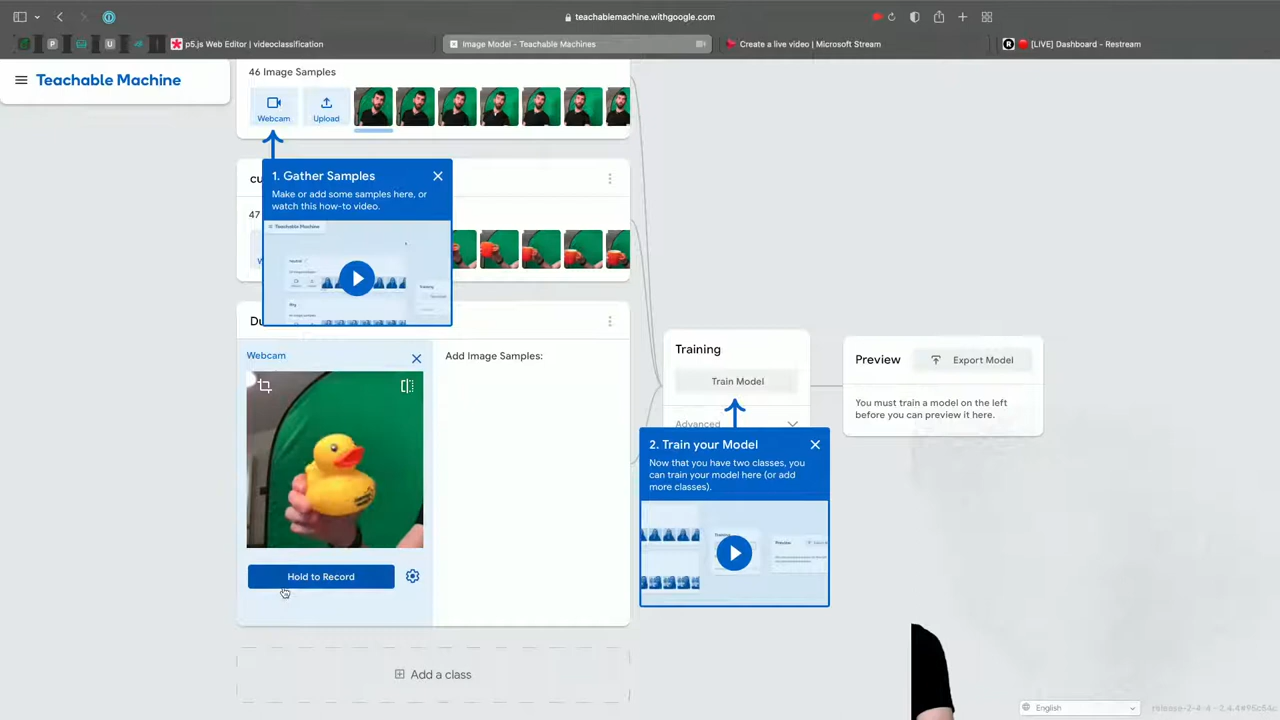 teachablemachine.withgoogle.com
p5.js Web Editor | videoclassification
Image Model – Teachable Machines
Create a live video | Microsoft Stream
[LIVE] Dashboard - Restream
Teachable Machine
46 Image Samples
Webcam
Upload
1. Gather Samples
Make or add some samples here, or
watch this how-to video.
cu
47
Du
Webcam
Add Image Samples:
Hold to Record
Add a class
Training
Train Model
Advanced
2. Train your Model
Now that you have two classes, you
can train your model here (or add
more classes).
Preview
Export Model
You must train a model on the left
before you can preview it here.
English